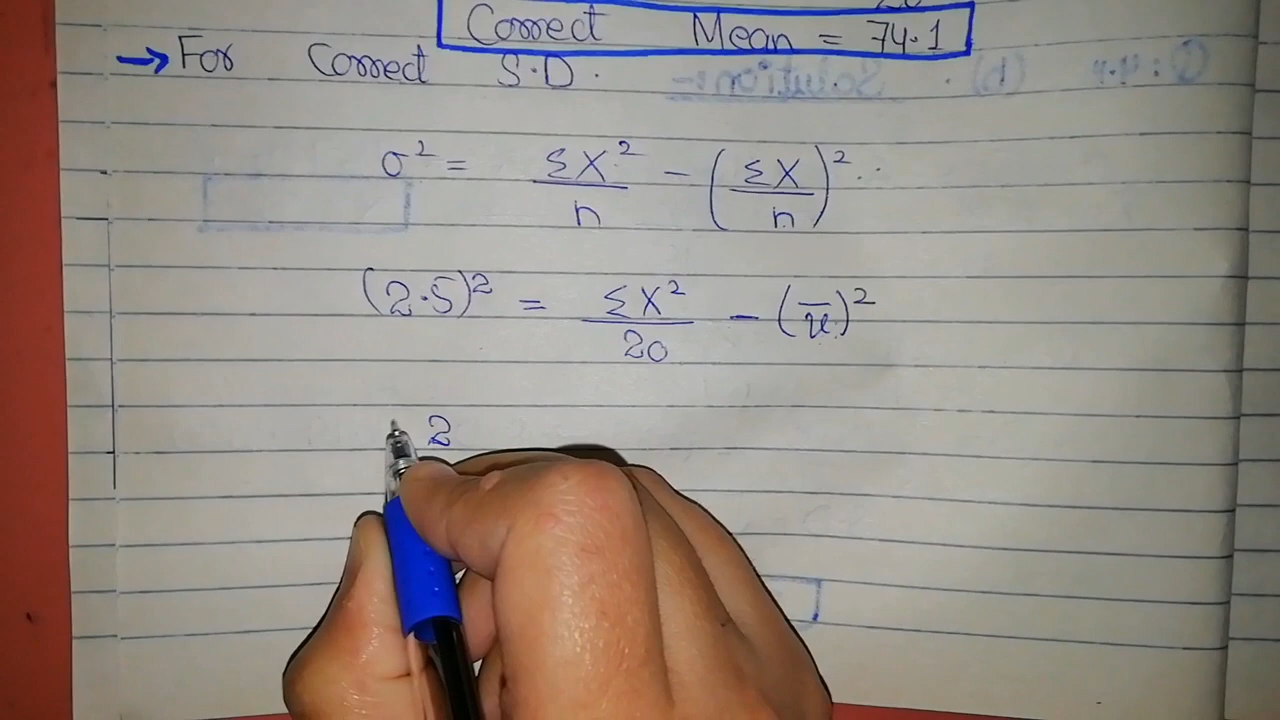 Correct Mean = 74.1
→ For Correct S.D.
σ² = ΣX²/n - (ΣX/n)²
(2.5)² = ΣX²/20 - (x̄)²
2